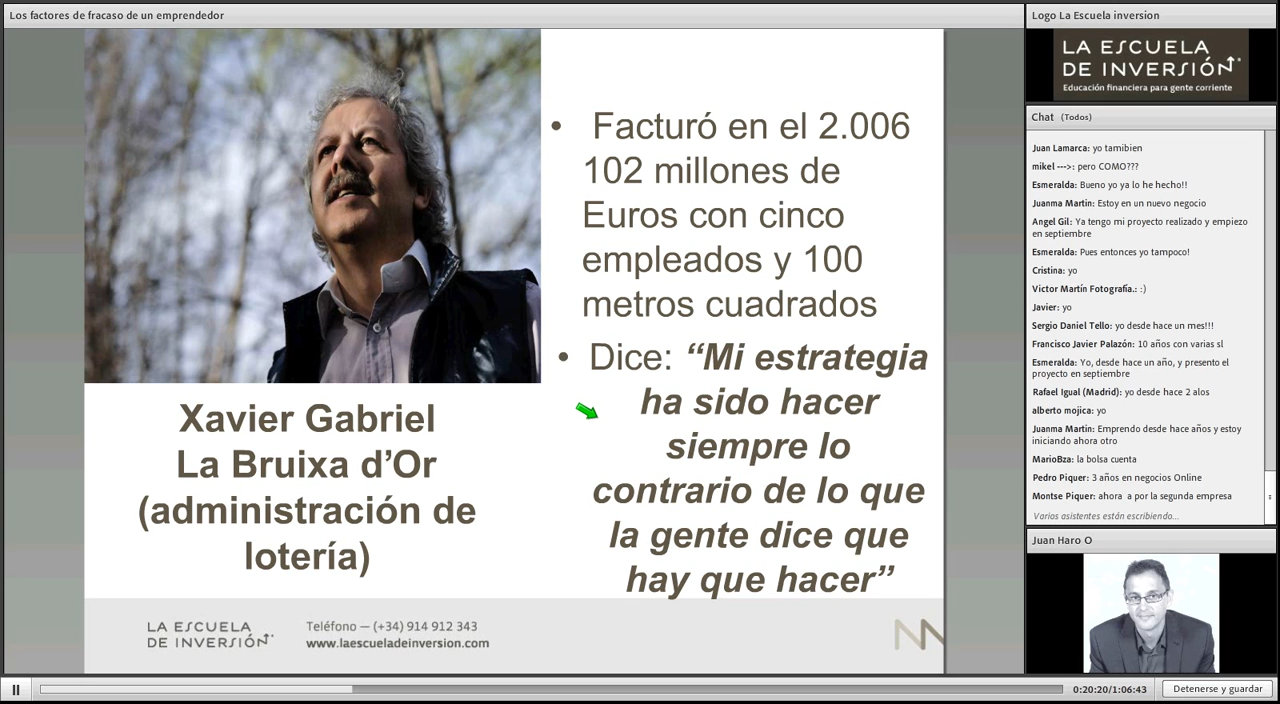 Los factores de fracaso de un emprendedor
Xavier Gabriel
La Bruixa d’Or
(administración de
lotería)
• Facturó en el 2.006
102 millones de
Euros con cinco
empleados y 100
metros cuadrados
• Dice: “Mi estrategia
ha sido hacer
siempre lo
contrario de lo que
la gente dice que
hay que hacer”
LA ESCUELA
DE INVERSIÓN
Teléfono — (+34) 914 912 343
www.laescueladeinversion.com
Logo La Escuela inversion
LA ESCUELA
DE INVERSIÓN
Educación financiera para gente corriente
Chat (Todos)
Juan Lamarca: yo tamibien
mikel --->: pero COMO???
Esmeralda: Bueno yo ya lo he hecho!!
Juanma Martin: Estoy en un nuevo negocio
Angel Gil: Ya tengo mi proyecto realizado y empiezo
en septiembre
Esmeralda: Pues entonces yo tampoco!
Cristina: yo
Victor Martín Fotografía.: :)
Javier: yo
Sergio Daniel Tello: yo desde hace un mes!!!
Francisco Javier Palazón: 10 años con varias sl
Esmeralda: Yo, desde hace un año, y presento el
proyecto en septiembre
Rafael Igual (Madrid): yo desde hace 2 alos
alberto mojica: yo
Juanma Martin: Emprendo desde hace años y estoy
iniciando ahora otro
MarioBza: la bolsa cuenta
Pedro Piquer: 3 años en negocios Online
Montse Piquer: ahora a por la segunda empresa
Varios asistentes están escribiendo...
Juan Haro O
0:20:20/1:06:43
Detenerse y guardar